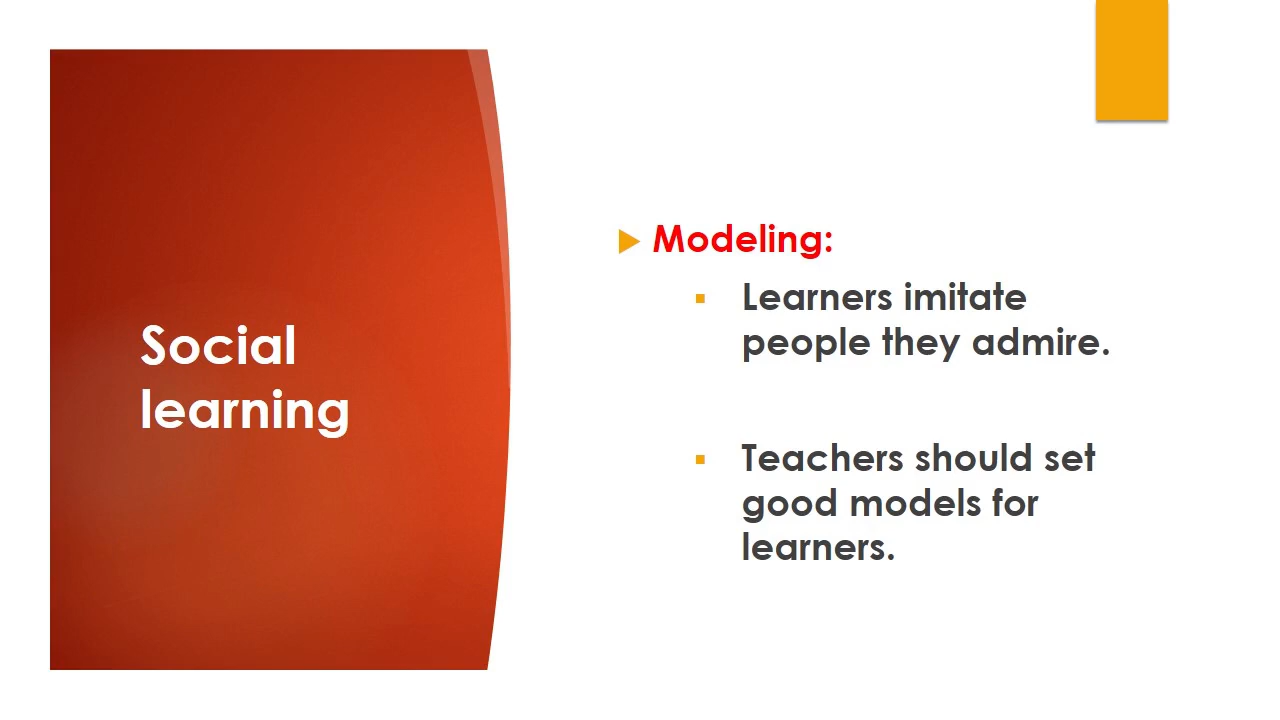 Social
learning
Modeling:
Learners imitate
people they admire.
Teachers should set
good models for
learners.